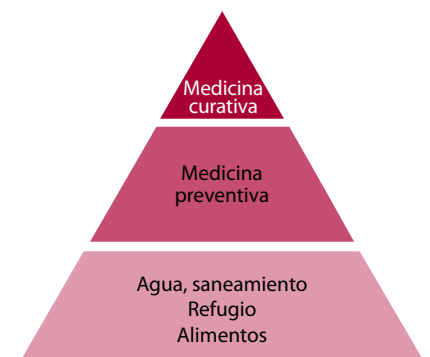 Medicina
curativa
Medicina
preventiva
Agua, saneamiento
Refugio
Alimentos